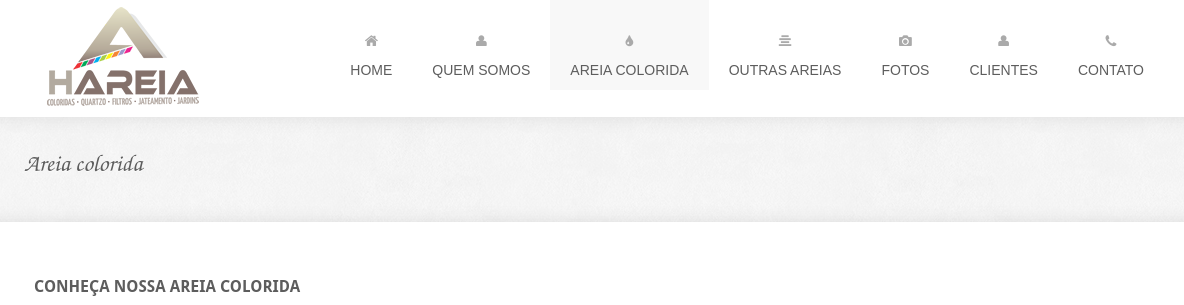 HAREIA
COLORIDAS • QUARTZO • FILTROS • JATEAMENTO • JARDINS
HOME
QUEM SOMOS
AREIA COLORIDA
OUTRAS AREIAS
FOTOS
CLIENTES
CONTATO
Areia colorida
CONHEÇA NOSSA AREIA COLORIDA